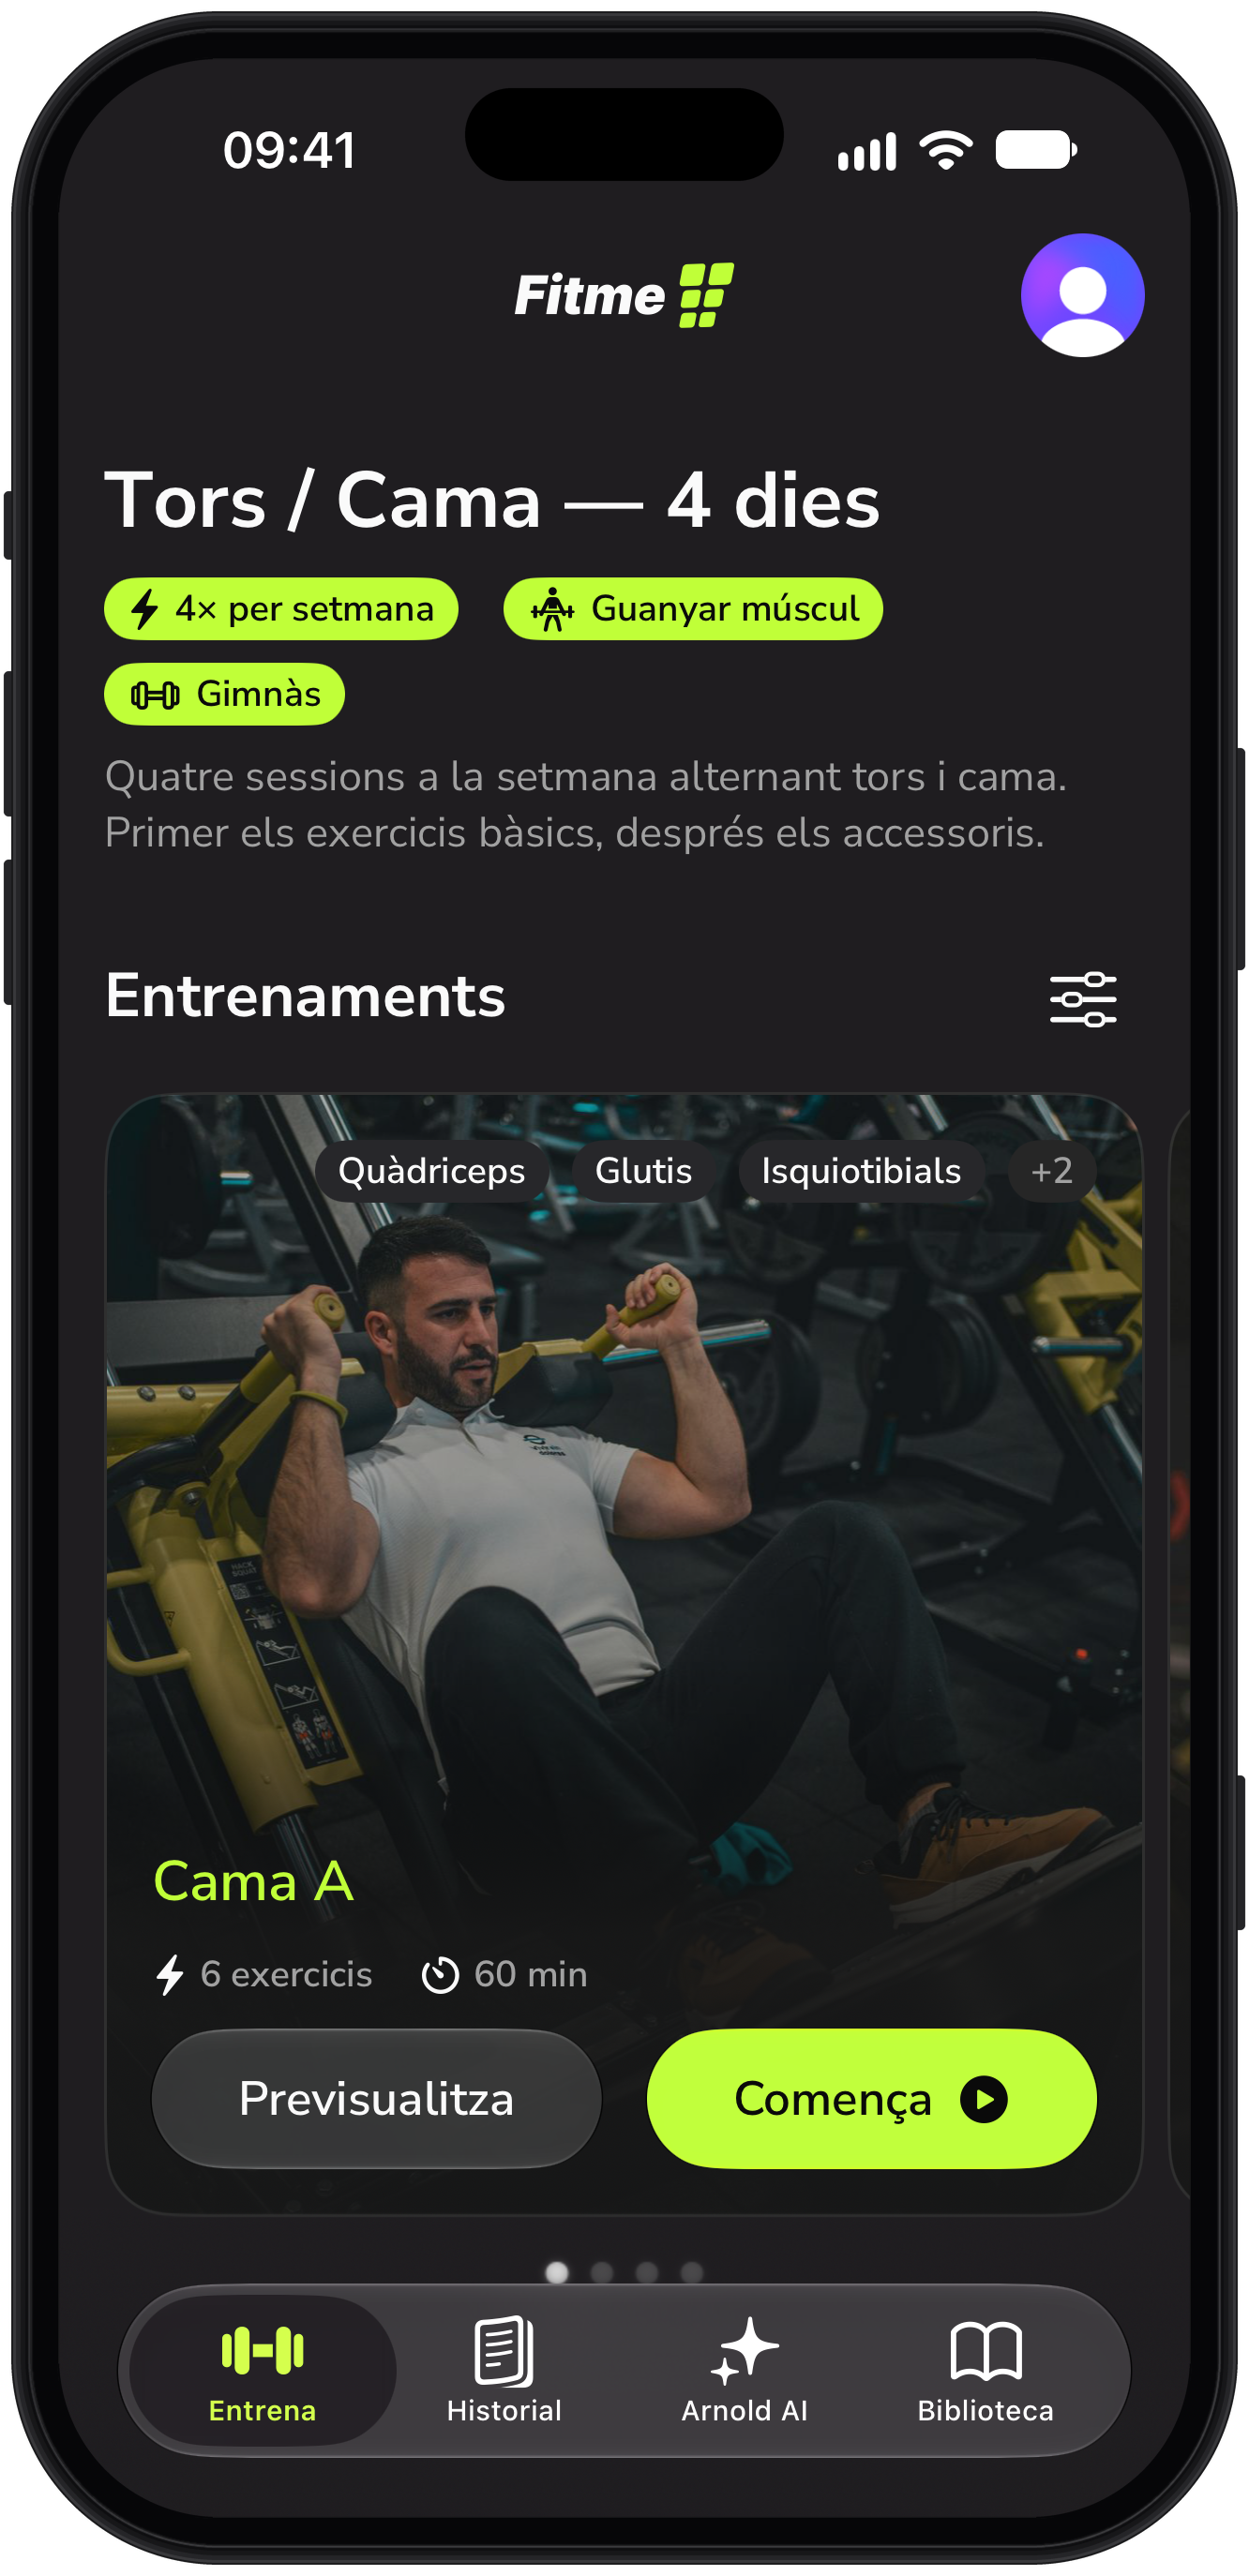 09:41
Fitme
Tors / Cama — 4 dies
4× per setmana
Guanyar múscul
Gimnàs
Quatre sessions a la setmana alternant tors i cama.
Primer els exercicis bàsics, després els accessoris.
Entrenaments
Quàdriceps
Glutis
Isquiotibials
+2
HACK
SQUAT
Cama A
6 exercicis
60 min
Previsualitza
Comença
Entrena
Historial
Arnold AI
Biblioteca